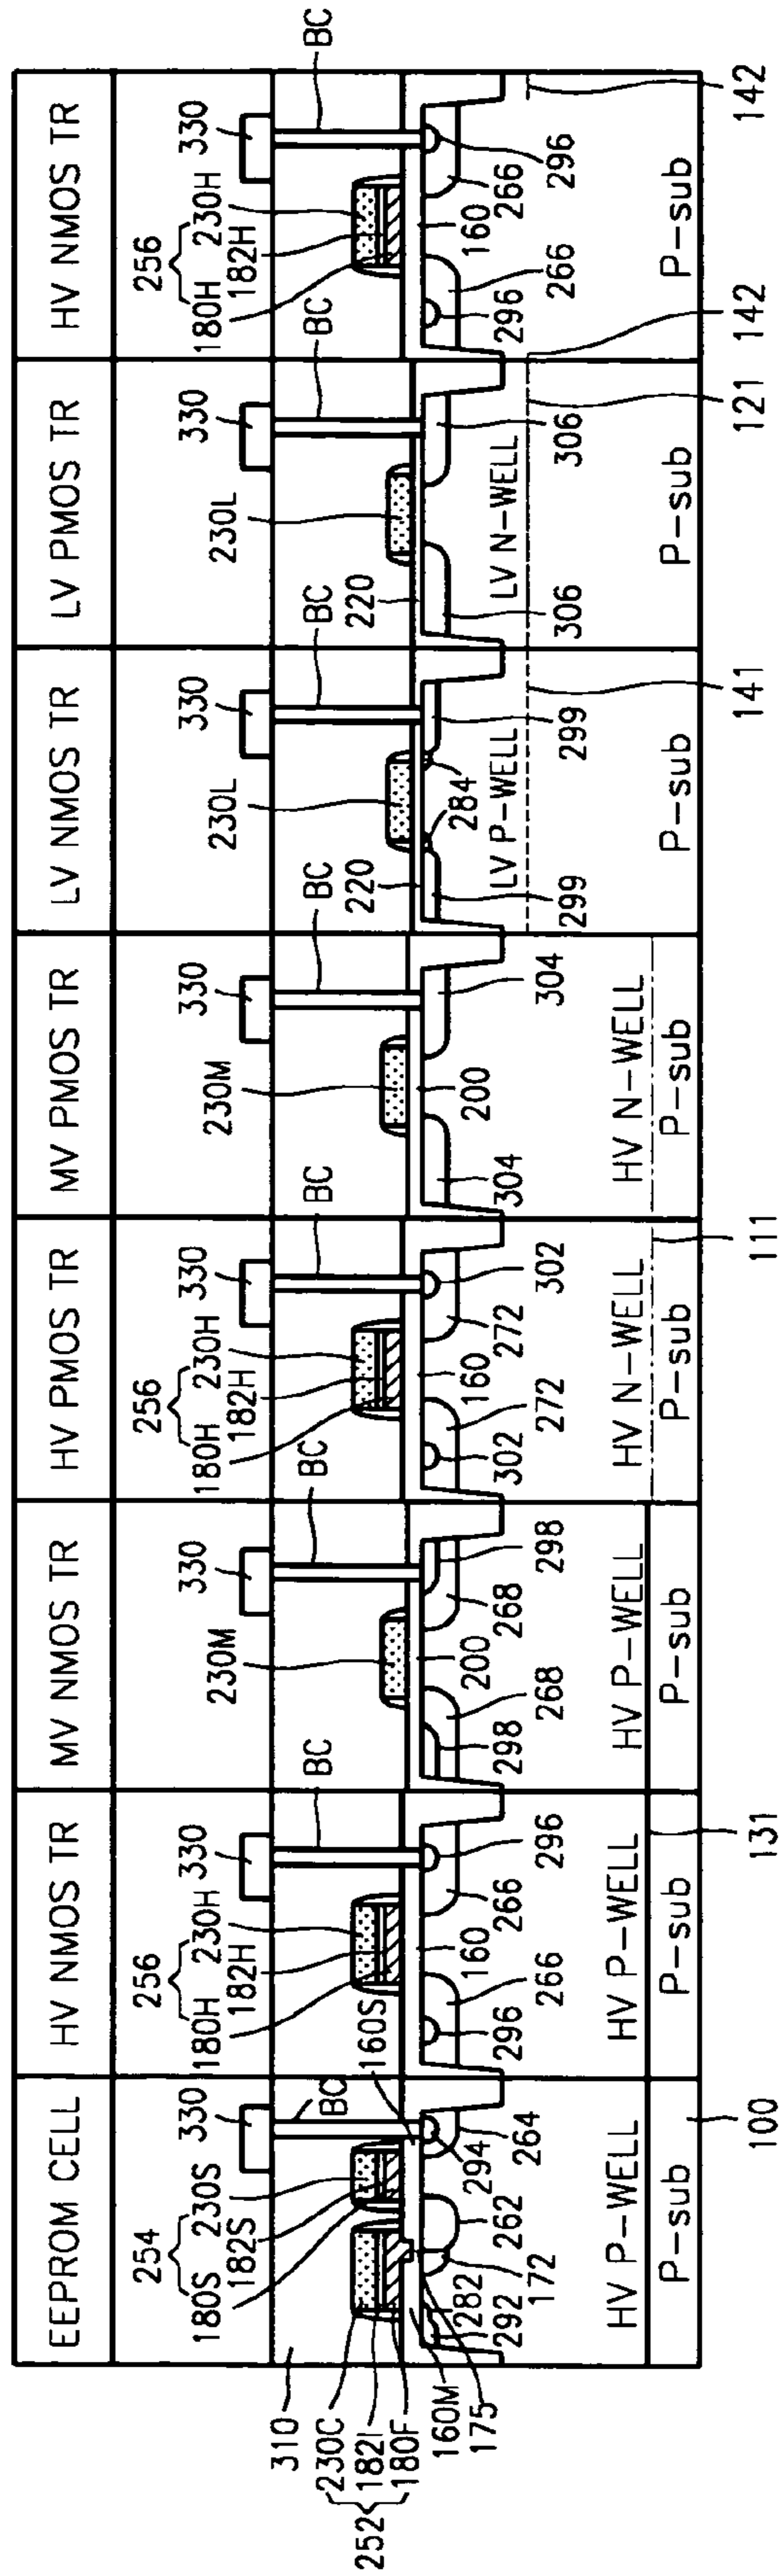 EEPROM CELL
HV NMOS TR
MV NMOS TR
HV PMOS TR
MV PMOS TR
LV NMOS TR
LV PMOS TR
HV NMOS TR
254
180S 230S
182S
330
BC
256
180H 230H
182H
330
BC
160S
230M
330
BC
256
180H 230H
182H
330
BC
230M
330
BC
230L
330
BC
220
230L
330
BC
220
256
180H 230H
182H
330
BC
310
230C
182I
180F
252
160M
175
292
282
172
262
294
264
296
266
160
266
296
298
268
200
268
298
302
272
160
272
302
304
200
304
299
284
299
306
306
296
266
160
266
296
HV P-WELL
HV P-WELL
HV P-WELL
HV N-WELL
HV N-WELL
LV P-WELL
LV N-WELL
P-sub
P-sub
P-sub
P-sub
P-sub
P-sub
P-sub
P-sub
100
131
111
141
121
142
142